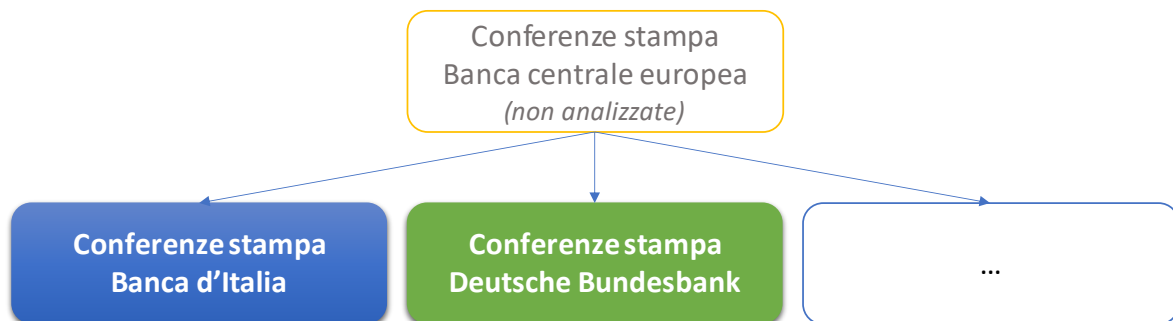 Conferenze stampa
Banca centrale europea
(non analizzate)
Conferenze stampa
Banca d’Italia
Conferenze stampa
Deutsche Bundesbank
...